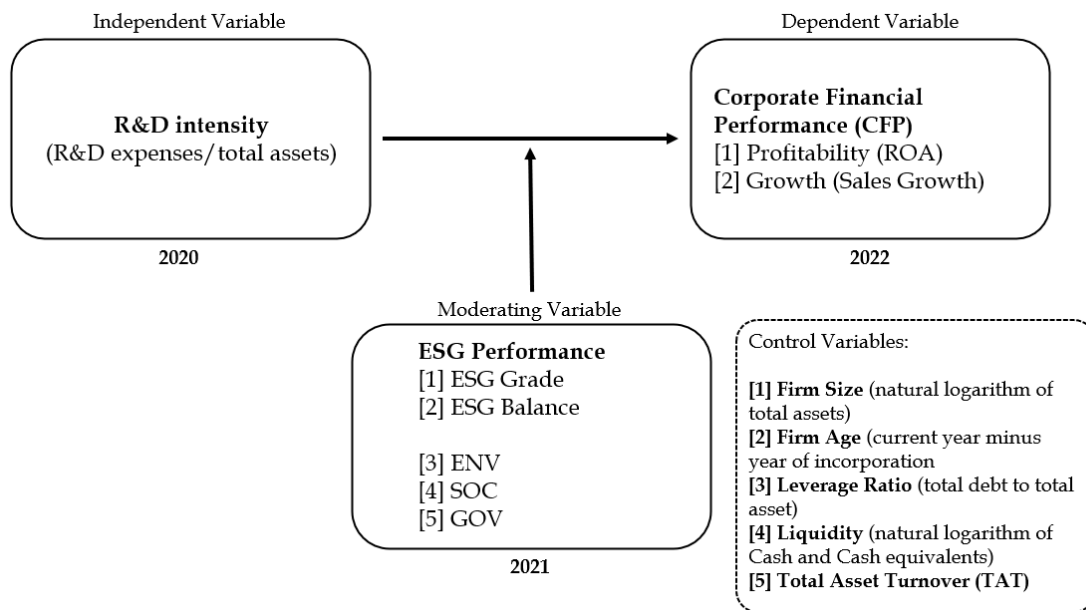 Independent Variable
R&D intensity
(R&D expenses/total assets)
2020
Dependent Variable
Corporate Financial
Performance (CFP)
[1] Profitability (ROA)
[2] Growth (Sales Growth)
2022
Moderating Variable
ESG Performance
[1] ESG Grade
[2] ESG Balance
[3] ENV
[4] SOC
[5] GOV
2021
Control Variables:
[1] Firm Size (natural logarithm of
total assets)
[2] Firm Age (current year minus
year of incorporation
[3] Leverage Ratio (total debt to total
asset)
[4] Liquidity (natural logarithm of
Cash and Cash equivalents)
[5] Total Asset Turnover (TAT)